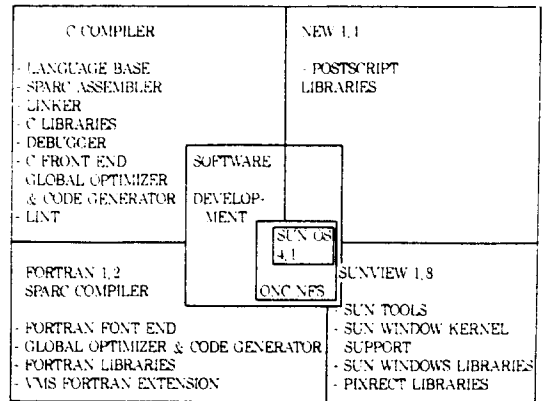 C COMPILER
- LANGUAGE BASE
- SPARC ASSEMBLER
- LINKER
- C LIBRARIES
- DEBUGGER
- C FRONT END
GLOBAL OPTIMIZER
& CODE GENERATOR
- LINT
NEW 1,1
- POSTSCRIPT
LIBRARIES
SOFTWARE
DEVELOP-
MENT
SUN OS
4,1
ONC NFS
FORTRAN 1,2
SPARC COMPILER
- FORTRAN FONT END
- GLOBAL OPTIMIZER & CODE GENERATOR
- FORTRAN LIBRARIES
- VMS FORTRAN EXTENSION
SUNVIEW 1,8
- SUN TOOLS
- SUN WINDOW KERNEL
SUPPORT
- SUN WINDOWS LIBRARIES
- PIXRECT LIBRARIES